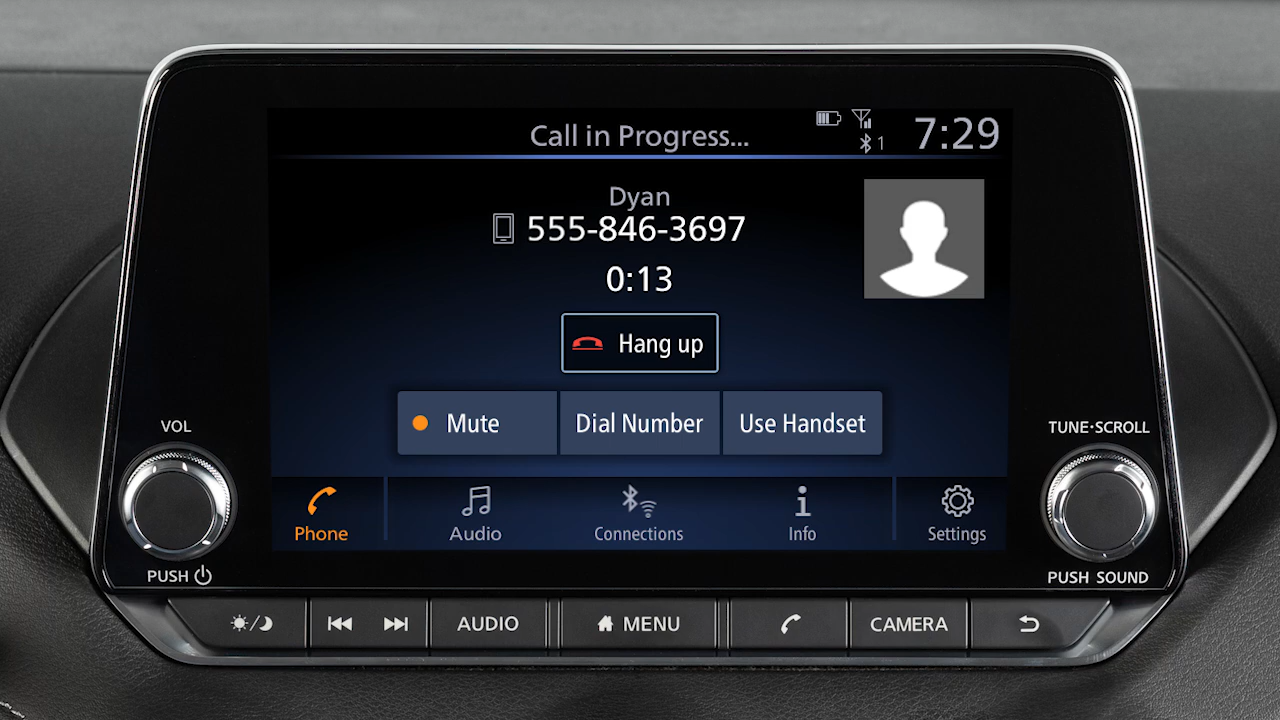 Call in Progress...
1
7:29
Dyan
555-846-3697
0:13
Hang up
Mute
Dial Number
Use Handset
VOL
TUNE·SCROLL
Phone
Audio
Connections
Info
Settings
PUSH
PUSH SOUND
AUDIO
MENU
CAMERA